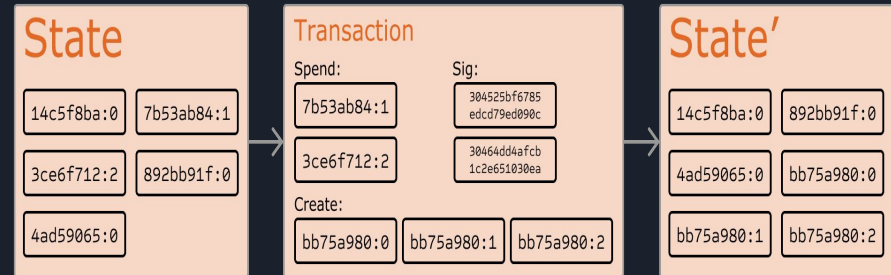 State
14c5f8ba:0 7b53ab84:1
3ce6f712:2 892bb91f:0
4ad59065:0
Transaction
Spend: Sig:
7b53ab84:1 304525bf6785
edcd79ed090c
3ce6f712:2 30464dd4afcb
1c2e651030ea
Create:
bb75a980:0 bb75a980:1 bb75a980:2
State′
14c5f8ba:0 892bb91f:0
4ad59065:0 bb75a980:0
bb75a980:1 bb75a980:2